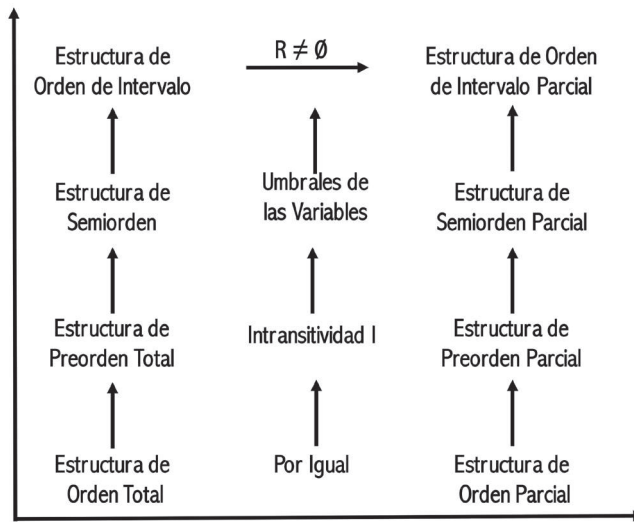 Estructura de
Orden de Intervalo
R ≠ Ø
Estructura de Orden
de Intervalo Parcial
Estructura de
Semiorden
Umbrales de
las Variables
Estructura de
Semiorden Parcial
Estructura de
Preorden Total
Intransitividad I
Estructura de
Preorden Parcial
Estructura de
Orden Total
Por Igual
Estructura de
Orden Parcial